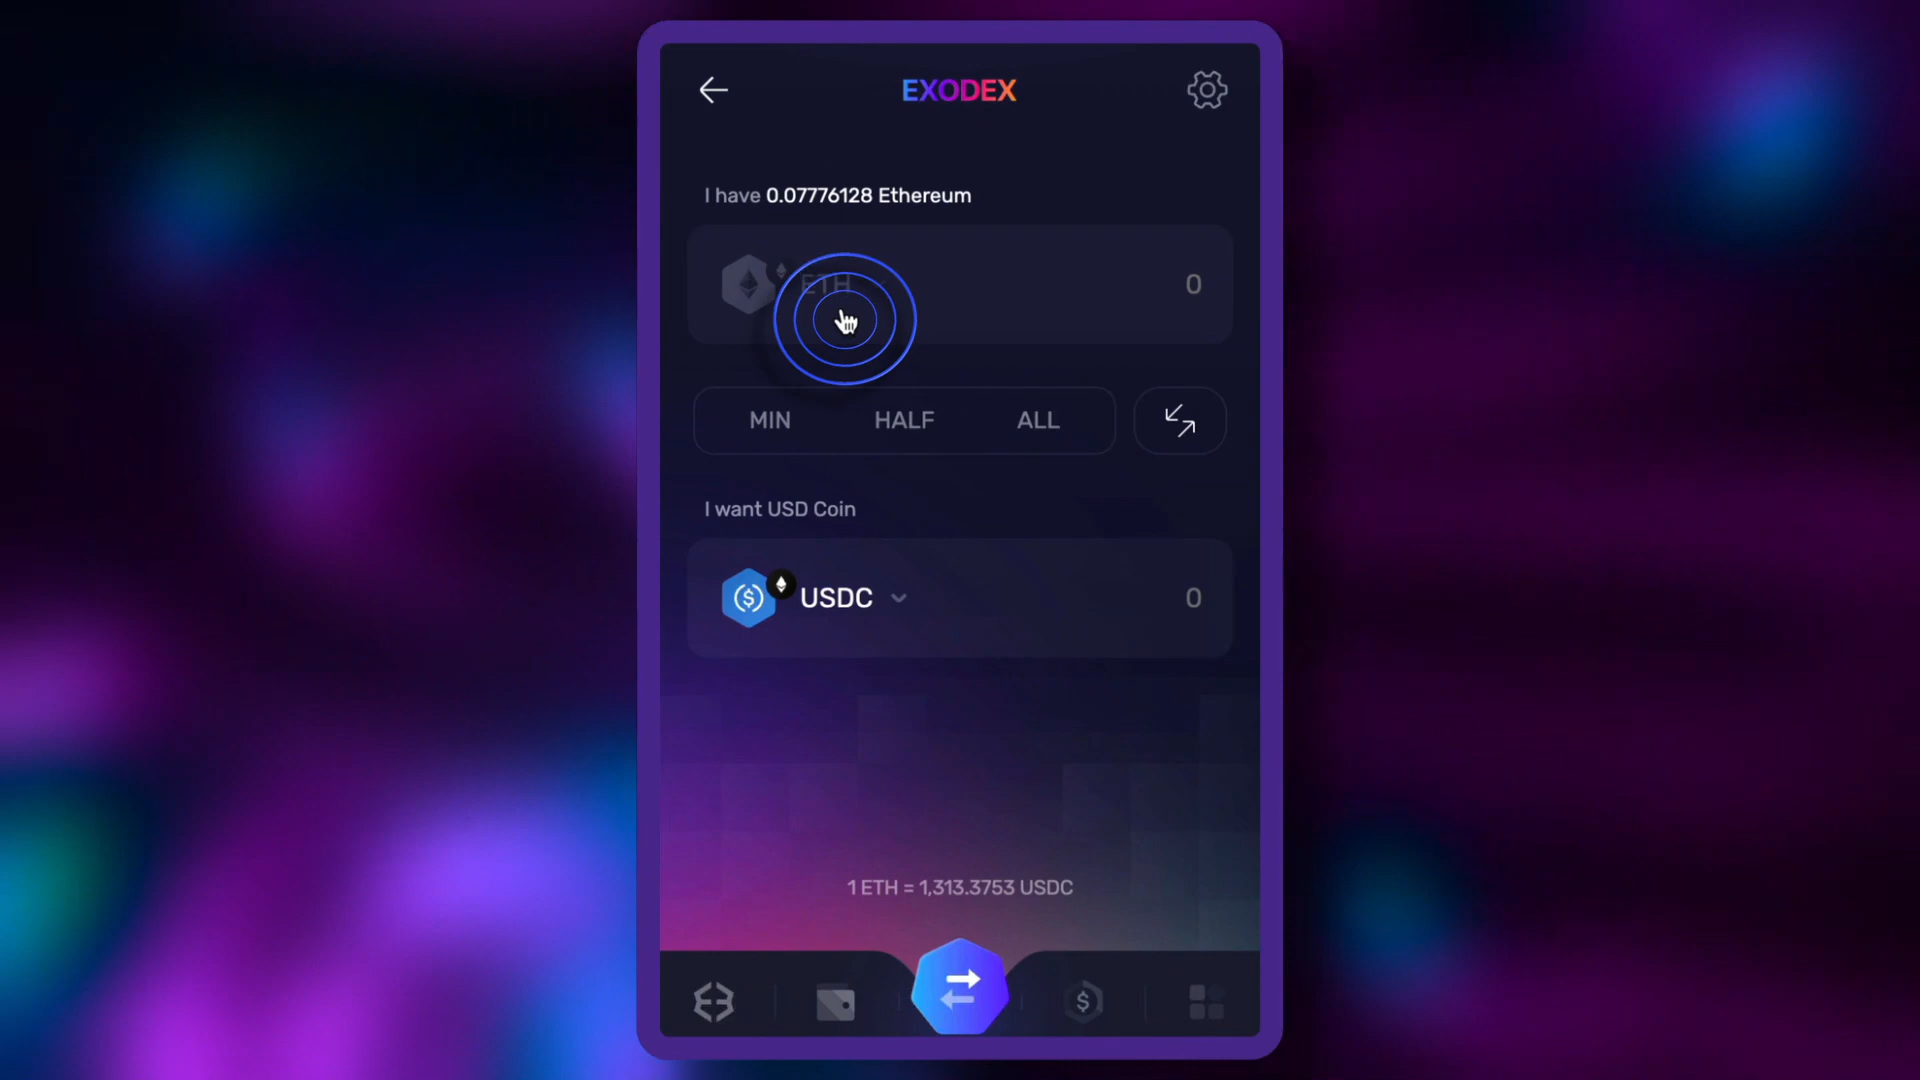 EXODEX
I have 0.07776128 Ethereum
ETH
0
MIN HALF ALL
I want USD Coin
USDC
0
1 ETH = 1,313.3753 USDC